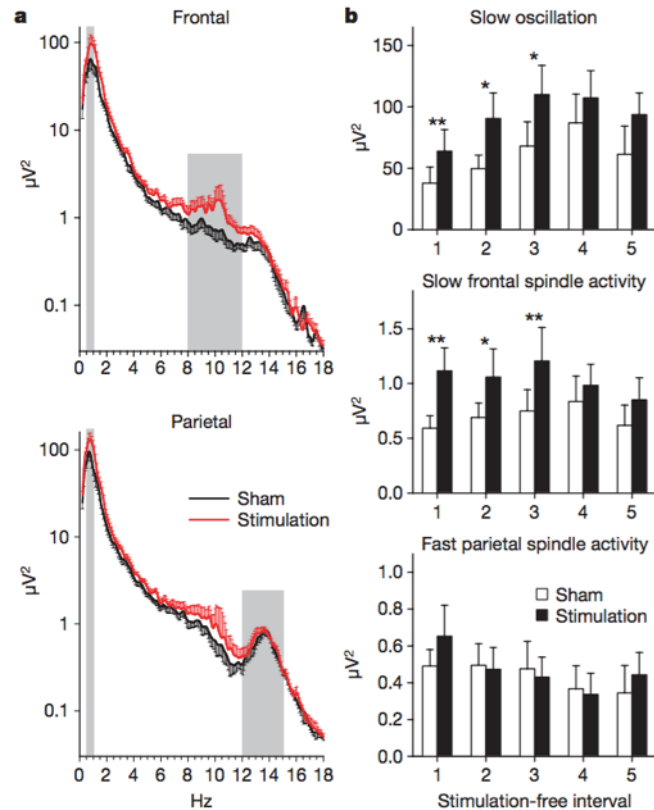 a
Frontal
100
10
1
0.1
µV²
0 2 4 6 8 10 12 14 16 18
Parietal
100
10
1
0.1
µV²
Sham
Stimulation
0 2 4 6 8 10 12 14 16 18
Hz
b
Slow oscillation
150
100
50
0
µV²
** * *
1 2 3 4 5
Slow frontal spindle activity
1.5
1.0
0.5
0.0
µV²
** * **
1 2 3 4 5
Fast parietal spindle activity
1.0
0.8
0.6
0.4
0.2
0.0
µV²
Sham
Stimulation
1 2 3 4 5
Stimulation-free interval